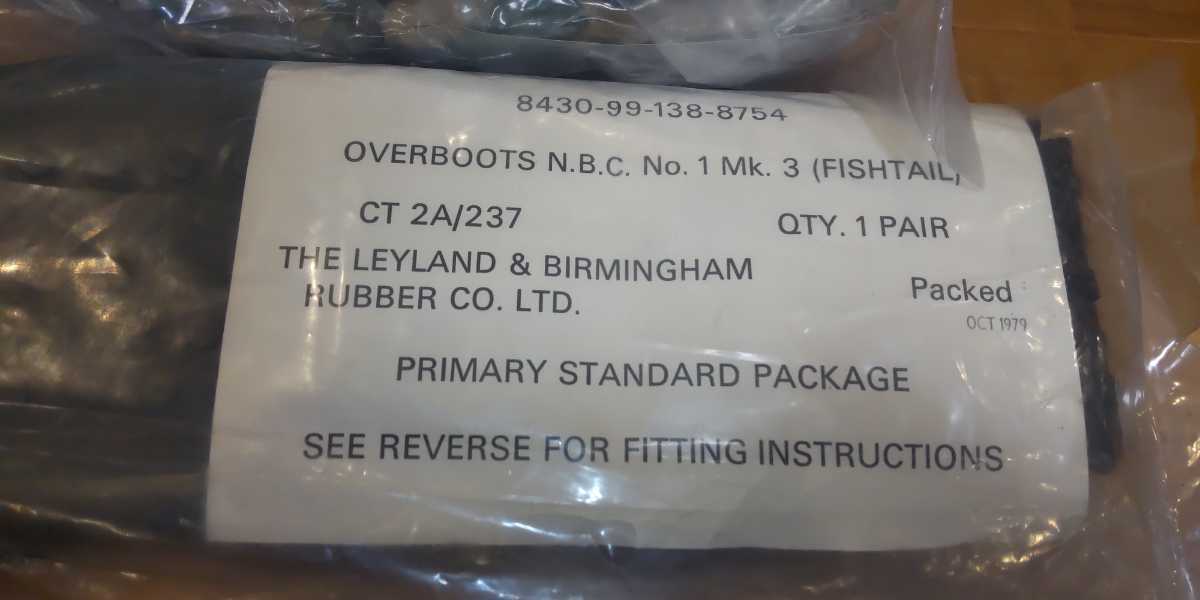 8430-99-138-8754
OVERBOOTS N.B.C. No. 1 Mk. 3 (FISHTAIL)
CT 2A/237 QTY. 1 PAIR
THE LEYLAND & BIRMINGHAM
RUBBER CO. LTD.
Packed
OCT 1979
PRIMARY STANDARD PACKAGE
SEE REVERSE FOR FITTING INSTRUCTIONS